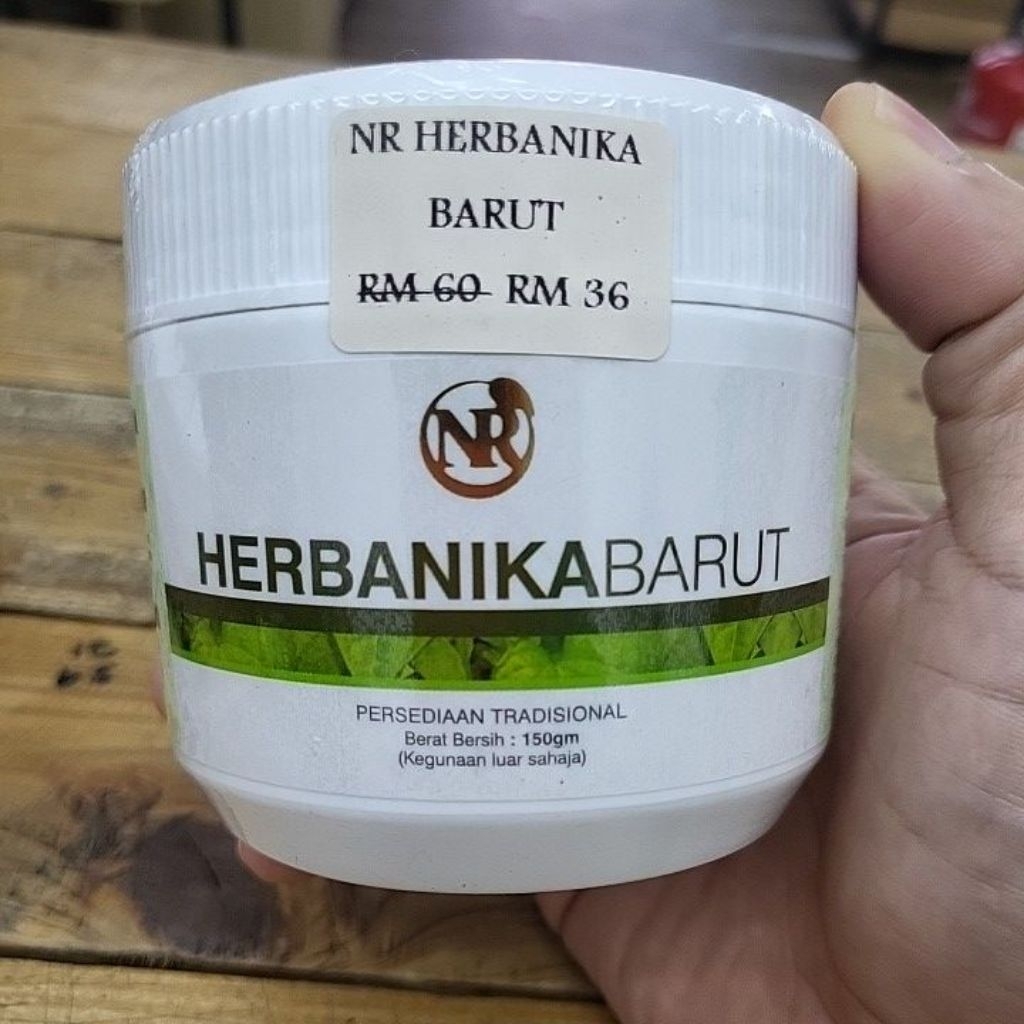 NR HERBANIKA
BARUT
RM 60 RM 36
NR
HERBANIKABARUT
PERSEDIAAN TRADISIONAL
Berat Bersih : 150gm
(Kegunaan luar sahaja)